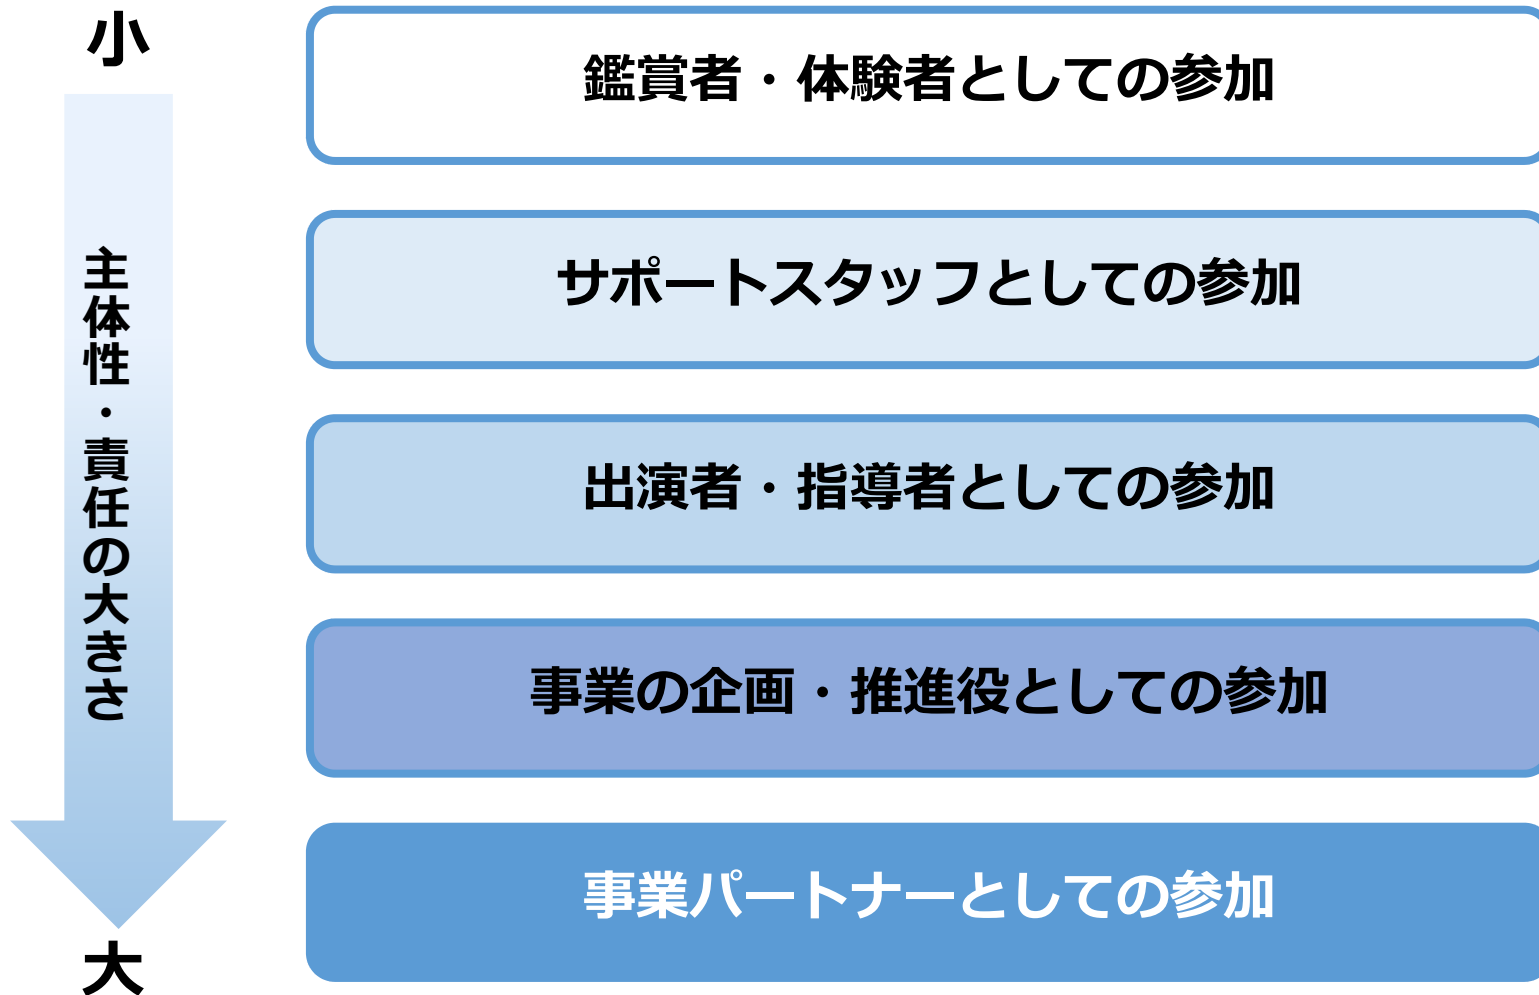 小
主体性・責任の大きさ
大
鑑賞者・体験者としての参加
サポートスタッフとしての参加
出演者・指導者としての参加
事業の企画・推進役としての参加
事業パートナーとしての参加